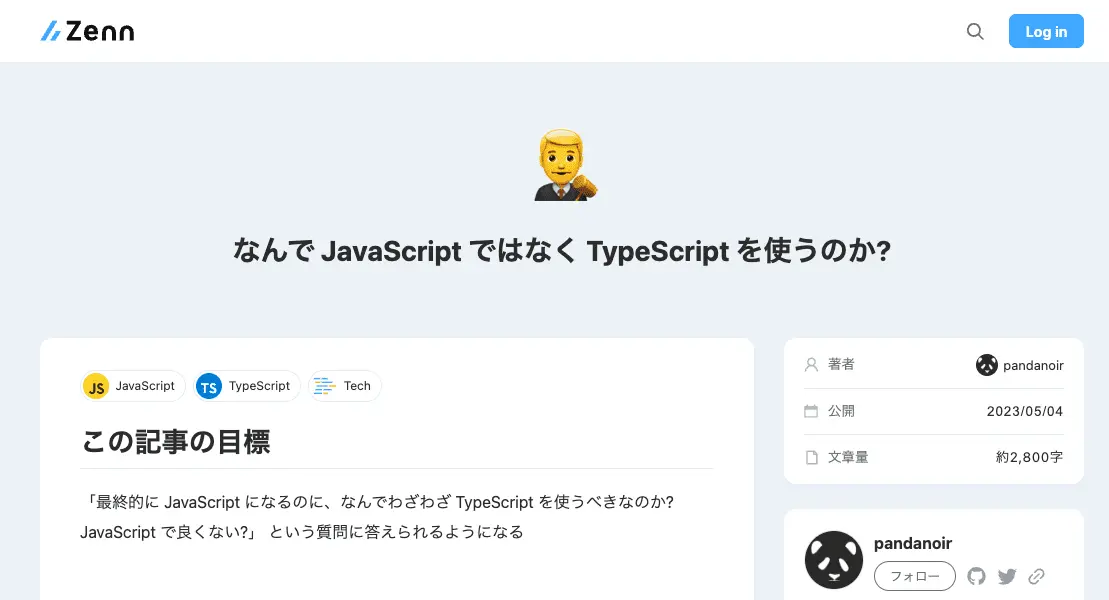 Zenn
Log in
なんで JavaScript ではなく TypeScript を使うのか?
JS JavaScript TS TypeScript Tech
この記事の目標
「最終的に JavaScript になるのに、なんでわざわざ TypeScript を使うべきなのか?
JavaScript で良くない?」 という質問に答えられるようになる
著者 pandanoir
公開 2023/05/04
文章量 約2,800字
pandanoir
フォロー